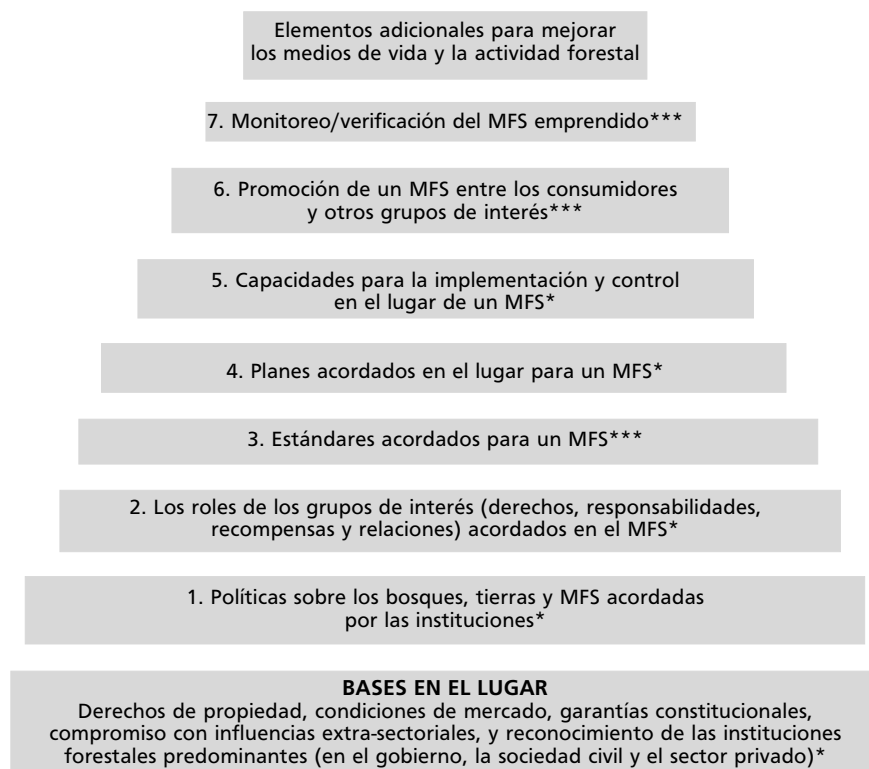 Elementos adicionales para mejorar
los medios de vida y la actividad forestal
7. Monitoreo/verificación del MFS emprendido***
6. Promoción de un MFS entre los consumidores
y otros grupos de interés***
5. Capacidades para la implementación y control
en el lugar de un MFS*
4. Planes acordados en el lugar para un MFS*
3. Estándares acordados para un MFS***
2. Los roles de los grupos de interés (derechos, responsabilidades,
recompensas y relaciones) acordados en el MFS*
1. Políticas sobre los bosques, tierras y MFS acordadas
por las instituciones*
BASES EN EL LUGAR
Derechos de propiedad, condiciones de mercado, garantías constitucionales,
compromiso con influencias extra-sectoriales, y reconocimiento de las instituciones
forestales predominantes (en el gobierno, la sociedad civil y el sector privado)*